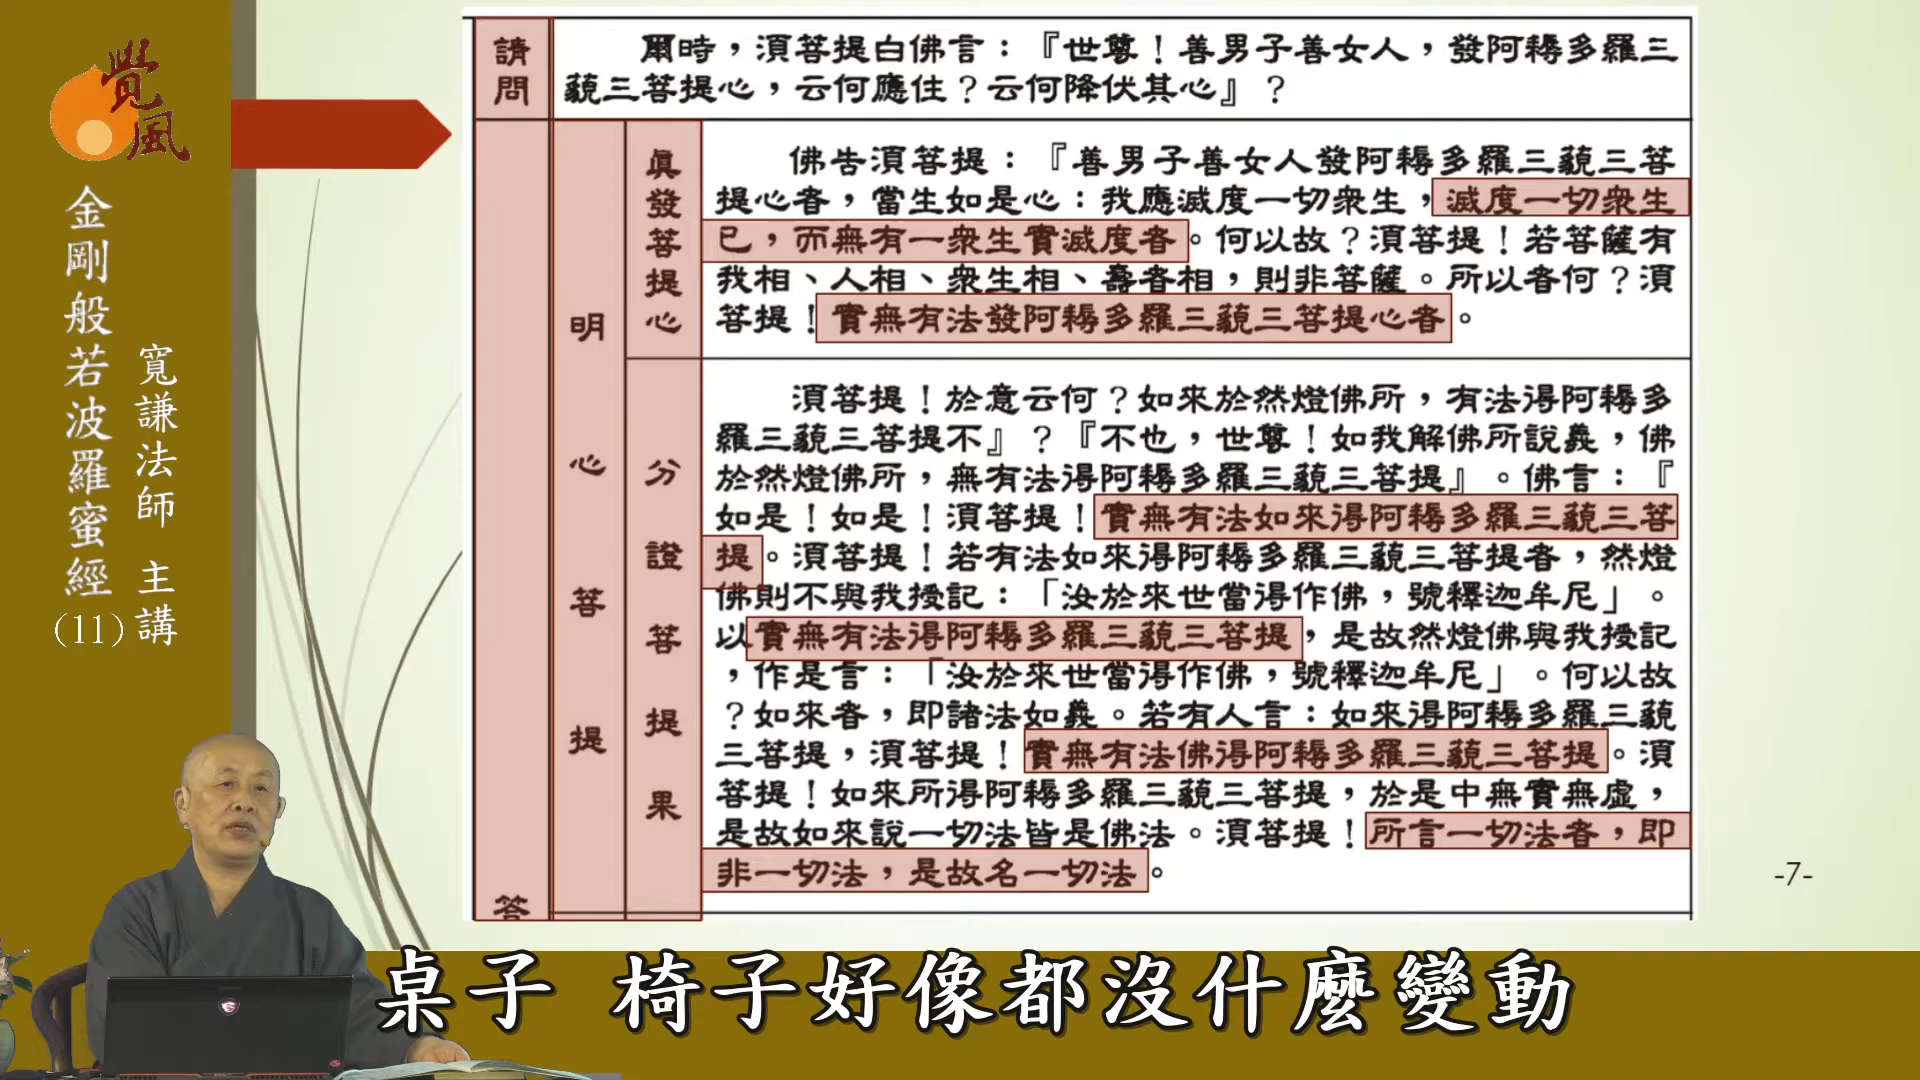 覺風
金剛般若波羅蜜經
(11)
寬謙法師 主講
請問
爾時，須菩提白佛言：『世尊！善男子善女人，發阿耨多羅三
藐三菩提心，云何應住？云何降伏其心』？
答
明心菩提
眞發菩提心
佛告須菩提：『善男子善女人發阿耨多羅三藐三菩
提心者，當生如是心：我應滅度一切衆生，滅度一切衆生
已，而無有一衆生實滅度者。何以故？須菩提！若菩薩有
我相、人相、衆生相、壽者相，則非菩薩。所以者何？須
菩提！實無有法發阿耨多羅三藐三菩提心者。
分證菩提果
須菩提！於意云何？如來於然燈佛所，有法得阿耨多
羅三藐三菩提不』？『不也，世尊！如我解佛所說義，佛
於然燈佛所，無有法得阿耨多羅三藐三菩提』。佛言：『
如是！如是！須菩提！實無有法如來得阿耨多羅三藐三菩
提。須菩提！若有法如來得阿耨多羅三藐三菩提者，然燈
佛則不與我授記：「汝於來世當得作佛，號釋迦牟尼」。
以實無有法得阿耨多羅三藐三菩提，是故然燈佛與我授記
，作是言：「汝於來世當得作佛，號釋迦牟尼」。何以故
？如來者，即諸法如義。若有人言：如來得阿耨多羅三藐
三菩提，須菩提！實無有法佛得阿耨多羅三藐三菩提。須
菩提！如來所得阿耨多羅三藐三菩提，於是中無實無虛，
是故如來說一切法皆是佛法。須菩提！所言一切法者，即
非一切法，是故名一切法。
-7-
桌子 椅子好像都沒什麼變動